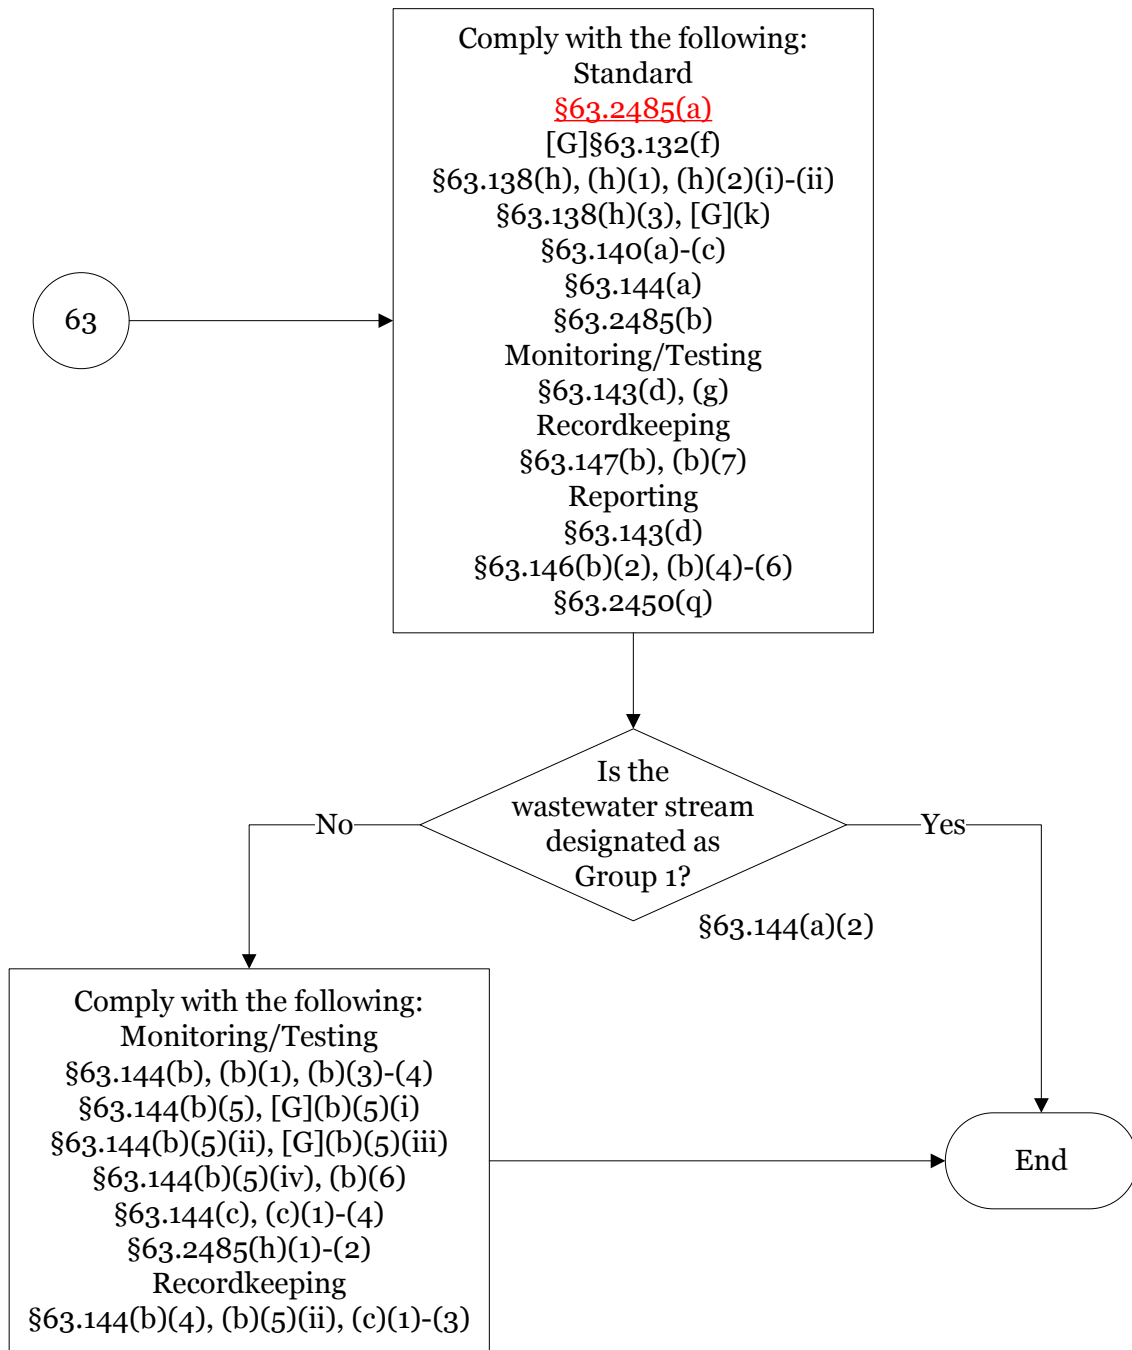 Comply with the following:
Standard
§63.2485(a)
[G]§63.132(f)
§63.138(h), (h)(1), (h)(2)(i)-(ii)
§63.138(h)(3), [G](k)
§63.140(a)-(c)
§63.144(a)
§63.2485(b)
Monitoring/Testing
§63.143(d), (g)
Recordkeeping
§63.147(b), (b)(7)
Reporting
§63.143(d)
§63.146(b)(2), (b)(4)-(6)
§63.2450(q)
63
Is the
wastewater stream
designated as
Group 1?
No
Yes
§63.144(a)(2)
Comply with the following:
Monitoring/Testing
§63.144(b), (b)(1), (b)(3)-(4)
§63.144(b)(5), [G](b)(5)(i)
§63.144(b)(5)(ii), [G](b)(5)(iii)
§63.144(b)(5)(iv), (b)(6)
§63.144(c), (c)(1)-(4)
§63.2485(h)(1)-(2)
Recordkeeping
§63.144(b)(4), (b)(5)(ii), (c)(1)-(3)
End